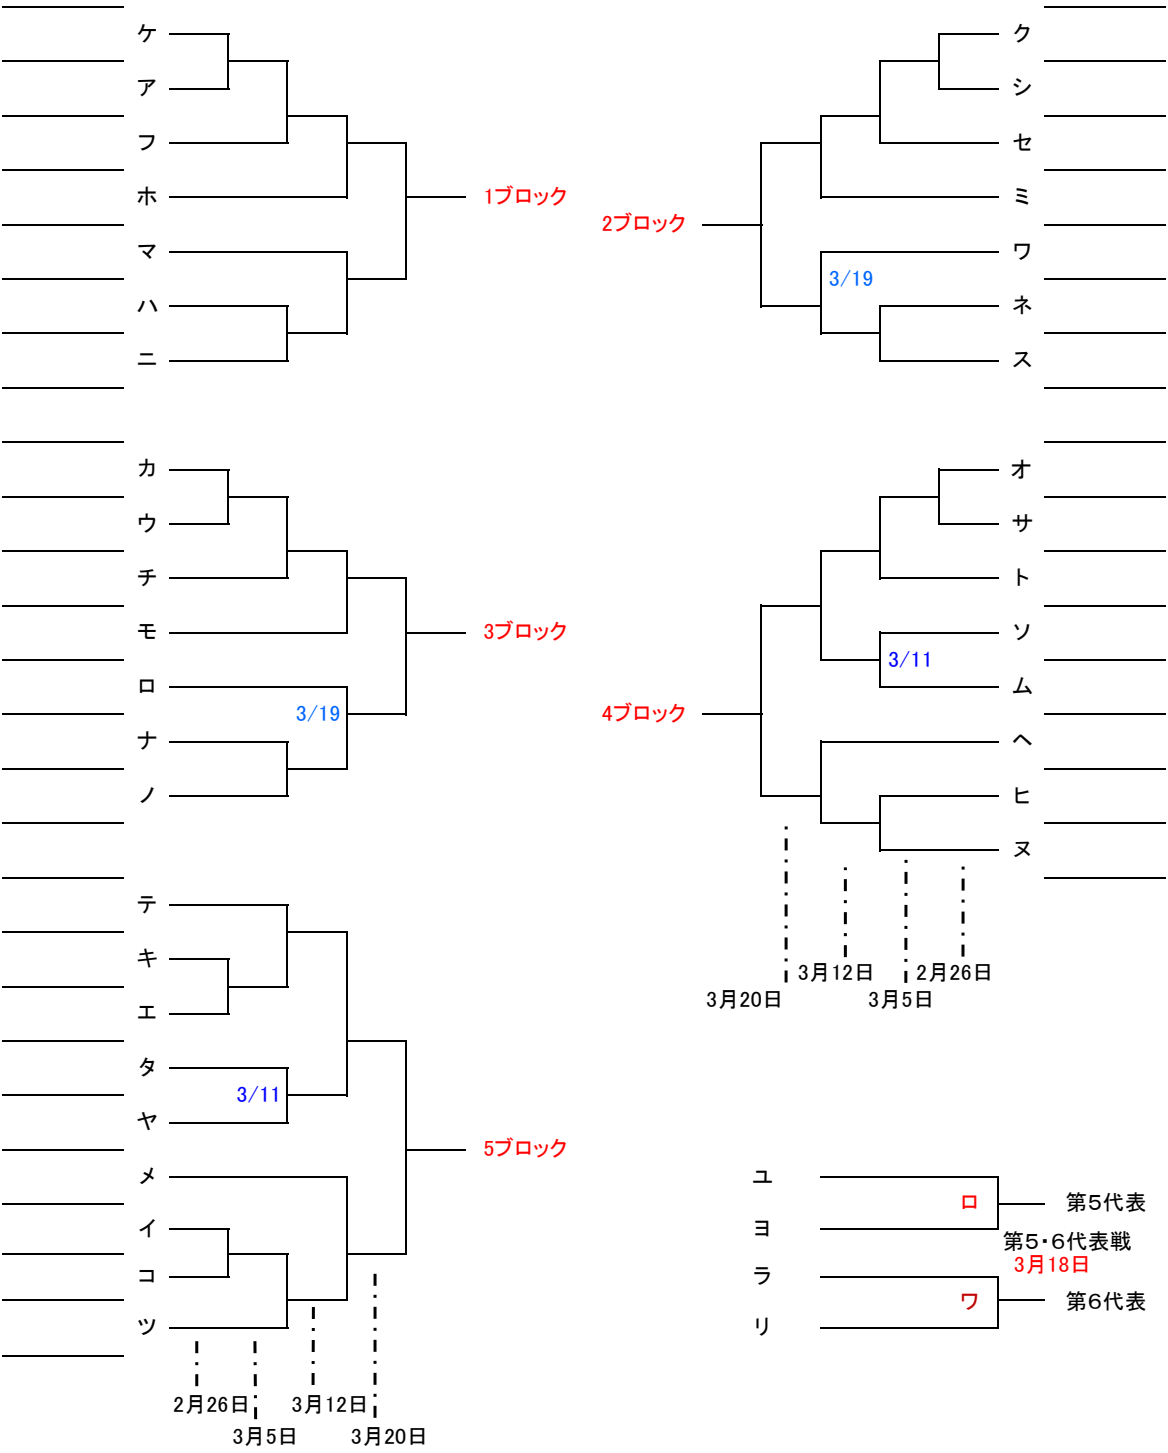 ケ
ア
フ
ホ
マ
ハ
ニ
1ブロック
ク
シ
セ
ミ
ワ
ネ
ス
2ブロック
3/19
カ
ウ
チ
モ
ロ
ナ
ノ
3/19
3ブロック
オ
サ
ト
ソ
ム
ヘ
ヒ
ヌ
3/11
4ブロック
3月12日
2月26日
3月20日
3月5日
テ
キ
エ
タ
ヤ
メ
イ
コ
ツ
3/11
5ブロック
2月26日
3月12日
3月5日
3月20日
ユ
ヨ
ラ
リ
ロ
第5代表
第5・6代表戦
3月18日
ワ
第6代表